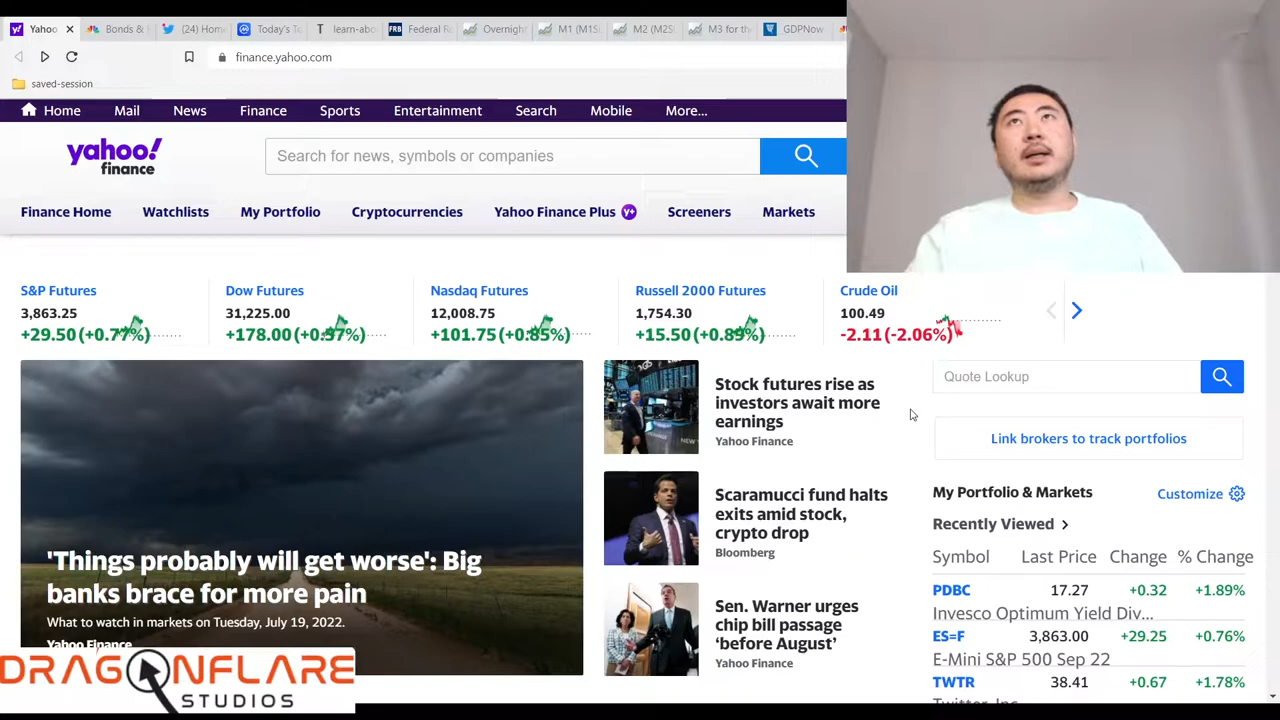 Yahoo
Bonds &
(24) Hom
Today's To
T learn-abo
FRB Federal R
Overnigh
M1 (M1S
M2 (M2S
M3 for th
GDPNow
finance.yahoo.com
saved-session
Home Mail News Finance Sports Entertainment Search Mobile More...
yahoo!
finance
Search for news, symbols or companies
Finance Home Watchlists My Portfolio Cryptocurrencies Yahoo Finance Plus y+ Screeners Markets
S&P Futures
3,863.25
+29.50 (+0.77%)
Dow Futures
31,225.00
+178.00 (+0.57%)
Nasdaq Futures
12,008.75
+101.75 (+0.85%)
Russell 2000 Futures
1,754.30
+15.50 (+0.89%)
Crude Oil
100.49
-2.11 (-2.06%)
'Things probably will get worse': Big
banks brace for more pain
What to watch in markets on Tuesday, July 19, 2022.
Yahoo Finance
Stock futures rise as
investors await more
earnings
Yahoo Finance
Scaramucci fund halts
exits amid stock,
crypto drop
Bloomberg
Sen. Warner urges
chip bill passage
'before August'
Yahoo Finance
Quote Lookup
Link brokers to track portfolios
My Portfolio & Markets Customize
Recently Viewed
Symbol Last Price Change % Change
PDBC 17.27 +0.32 +1.89%
Invesco Optimum Yield Div...
ES=F 3,863.00 +29.25 +0.76%
E-Mini S&P 500 Sep 22
TWTR 38.41 +0.67 +1.78%
Twitter, Inc.
DRAGONFLARE
STUDIOS